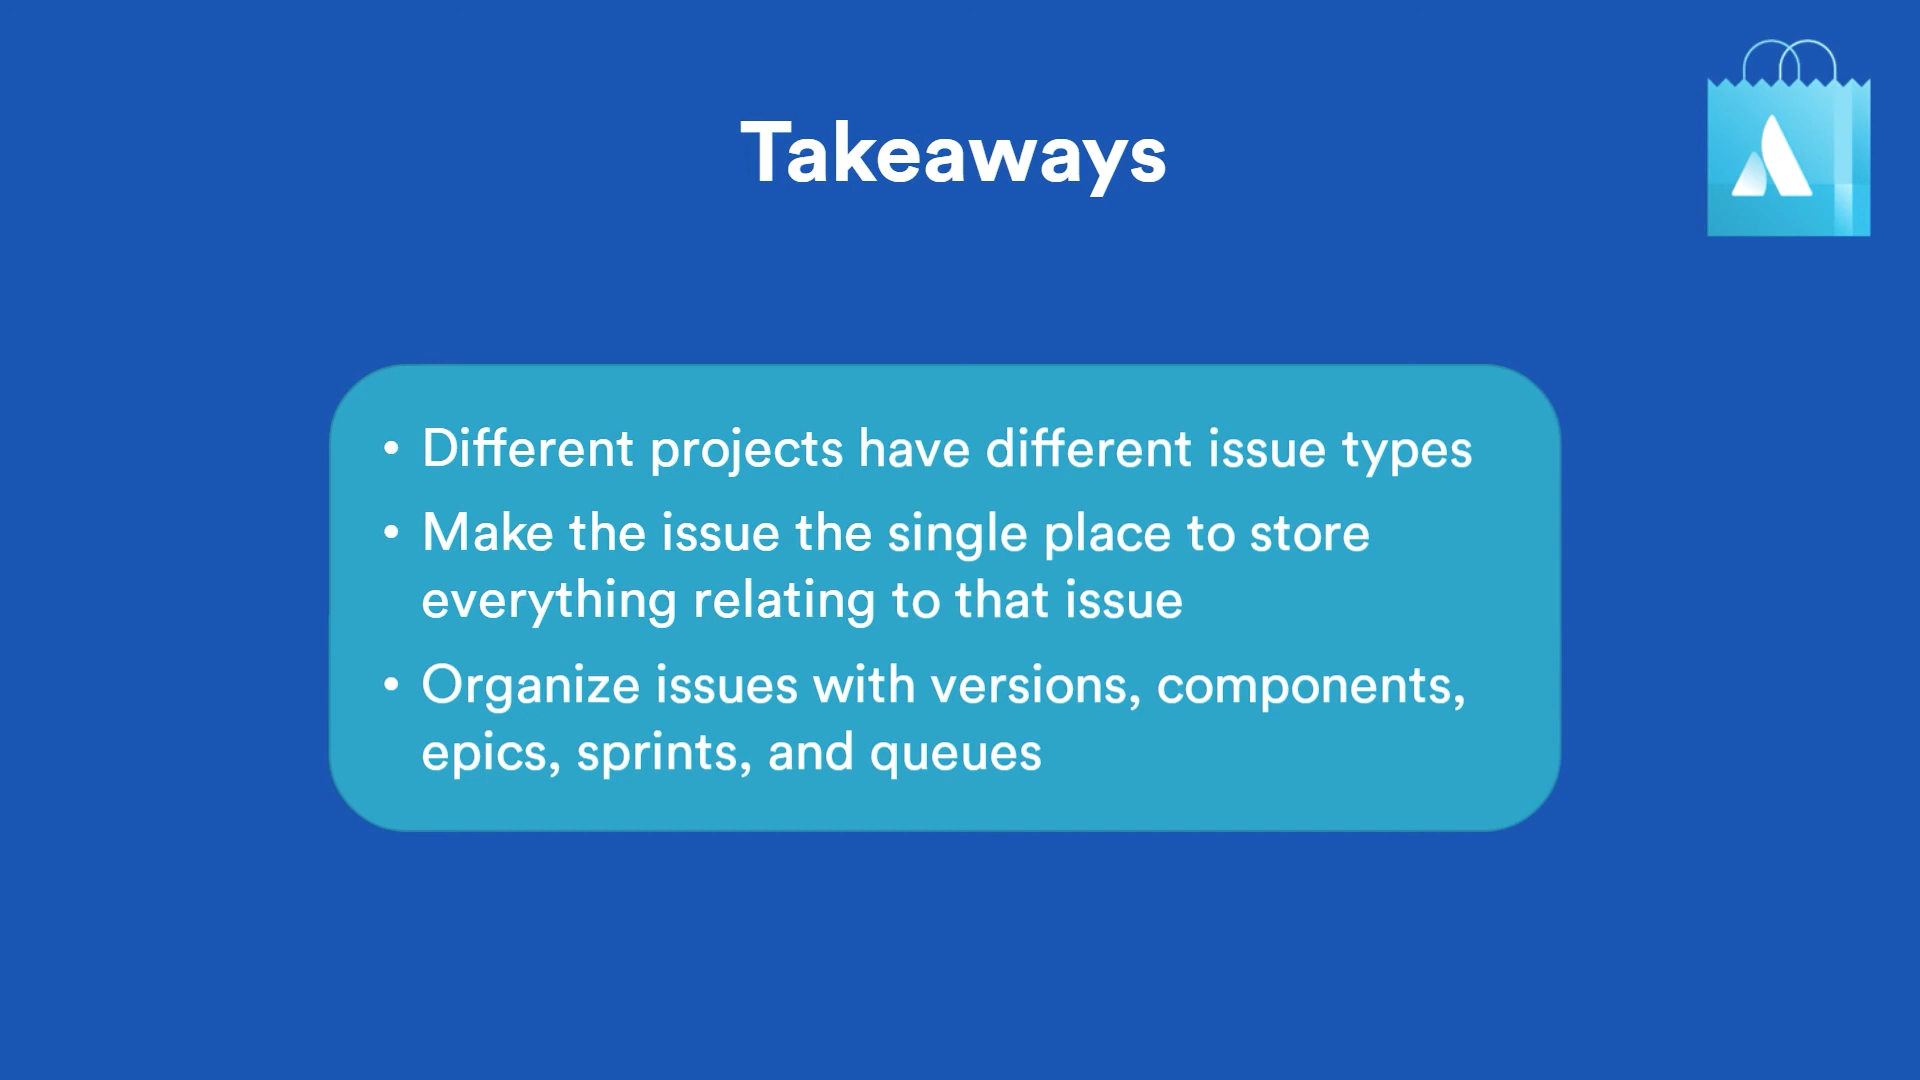 Takeaways
• Different projects have different issue types
• Make the issue the single place to store
everything relating to that issue
• Organize issues with versions, components,
epics, sprints, and queues